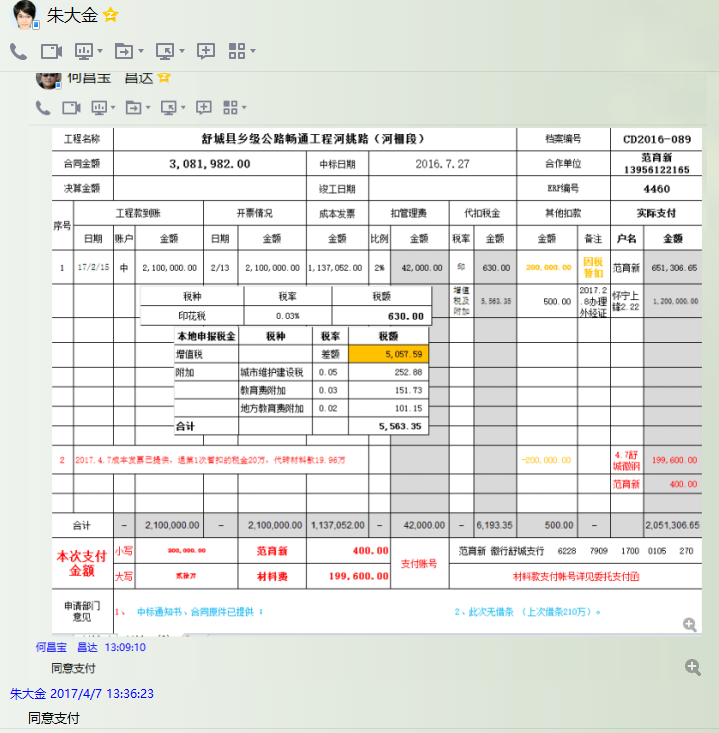 朱大金
何昌宝 昌达
工程名称 舒城县乡级公路畅通工程河姚路（河棚段） 档案编号 CD2016-089
合同金额 3,081,982.00 中标日期 2016.7.27 合作单位 范育新 13956122165
决算金额 竣工日期 ERP编号 4460
序号 工程款到账 开票情况 成本发票 扣管理费 代扣税金 其他扣款 实际支付
日期 账户 金额 日期 金额 金额 比例 金额 税率 金额 金额 备注 户名 金额
1 17/2/15 中 2,100,000.00 2/13 2,100,000.00 1,137,052.00 2% 42,000.00 印 630.00 200,000.00 因税暂扣 范育新 651,306.65
增值税及附加 5,563.35 500.00 2017.2.8办理外经证 怀宁上锋2.22 1,200,000.00
税种 税率 税额
印花税 0.03% 630.00
本地申报税金 税种 税率 税额
增值税 差额 5,057.59
附加 城市维护建设税 0.05 252.88
教育费附加 0.03 151.73
地方教育费附加 0.02 101.15
合计 5,563.35
2 2017.4.7成本发票已提供，退第1次暂扣的税金20万，代转材料款19.96万 -200,000.00 4.7舒城徽钢 199,600.00
范育新 400.00
合计 - 2,100,000.00 - 2,100,000.00 1,137,052.00 - 42,000.00 - 6,193.35 500.00 - 2,051,306.65
本次支付金额 小写 200,000.00 范育新 400.00 支付账号 范育新 徽行舒城支行 6228 7909 1700 0105 270
大写 贰拾万 材料费 199,600.00 材料款支付帐号详见委托支付函
申请部门意见 1、 中标通知书、合同原件已提供； 2、此次无借条（上次借条210万）。
何昌宝 昌达 13:09:10
同意支付
朱大金 2017/4/7 13:36:23
同意支付